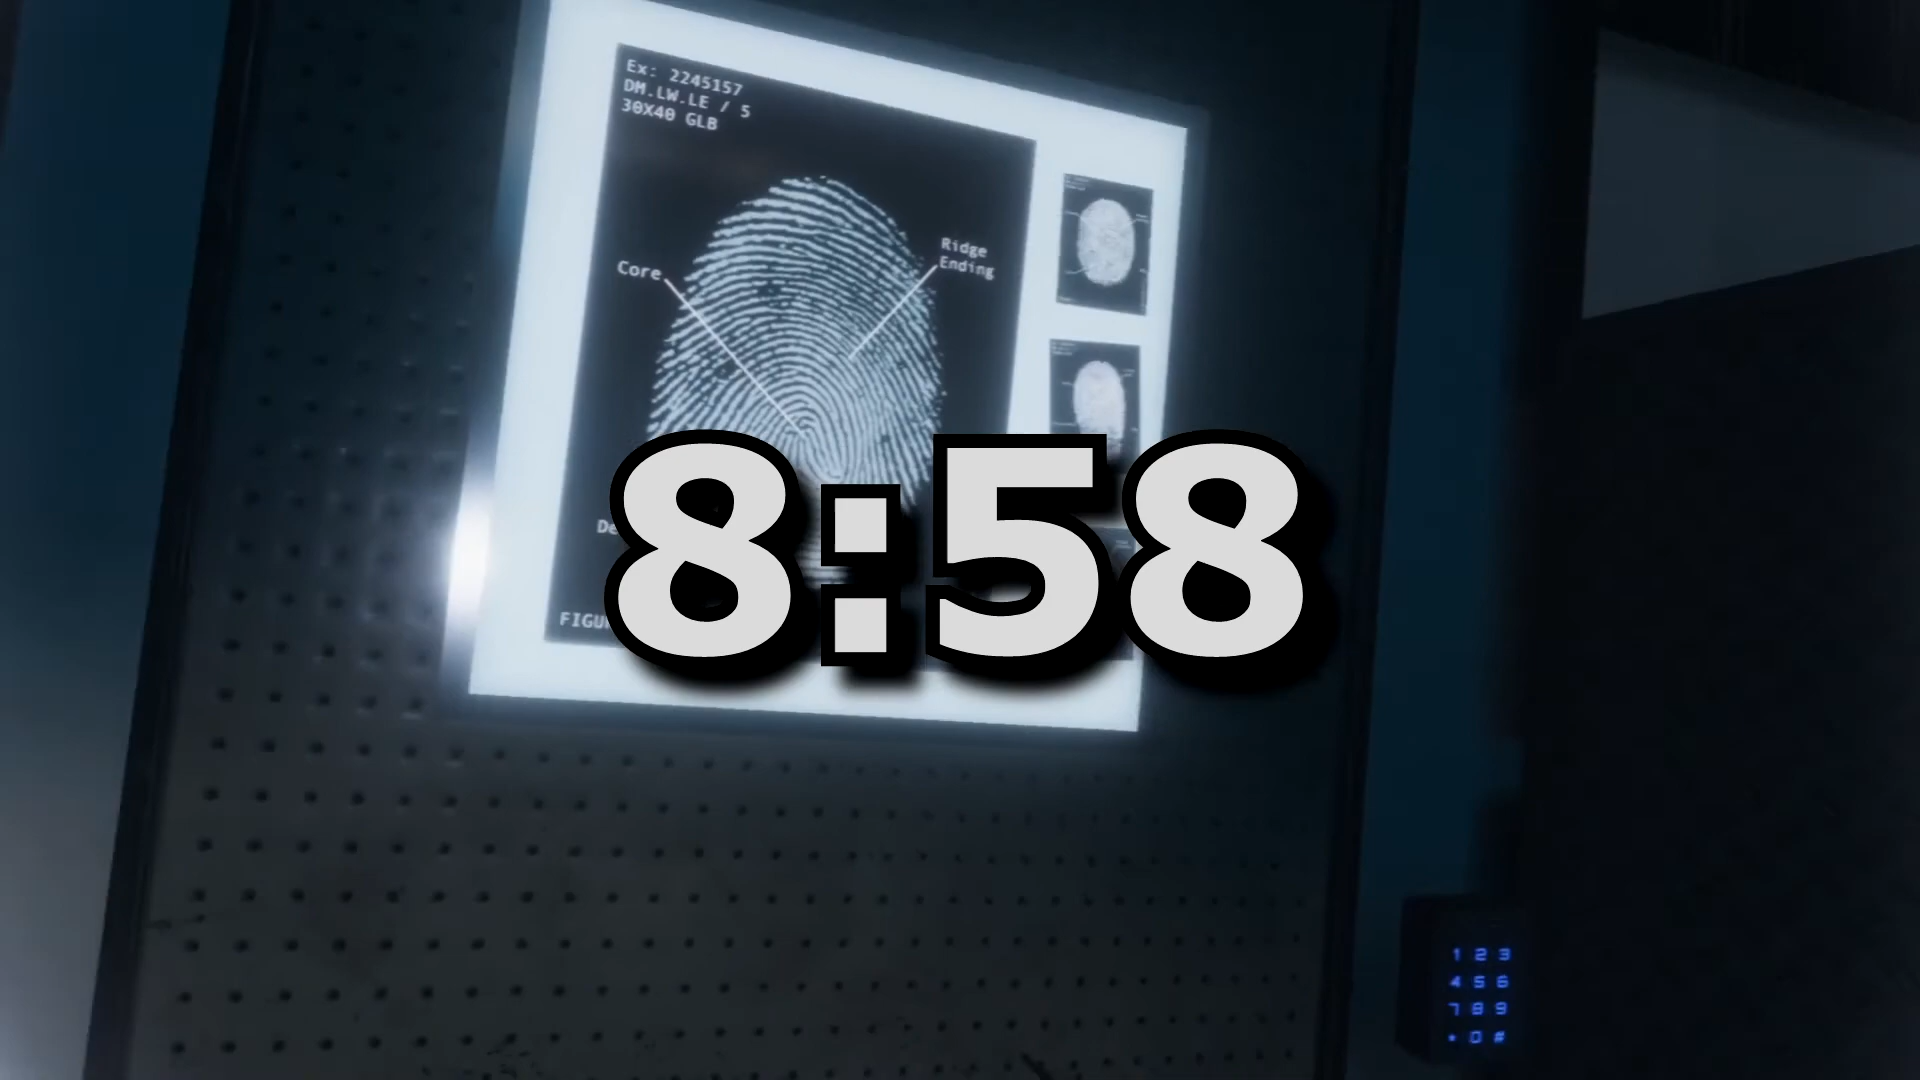 Ex: 2245157
DM.LW.LE / 5
30X40 GLB
Core
Ridge
Ending
8:58
1 2 3
4 5 6
7 8 9
* 0 #